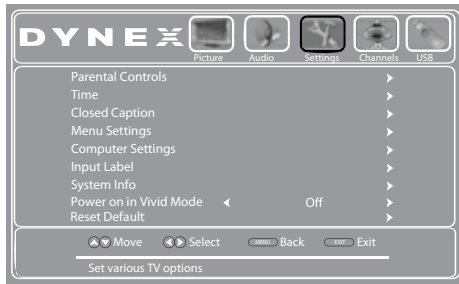 DYNEX
Picture Audio Settings Channels USB
Parental Controls
Time
Closed Caption
Menu Settings
Computer Settings
Input Label
System Info
Power on in Vivid Mode Off
Reset Default
Move Select MENU Back EXIT Exit
Set various TV options